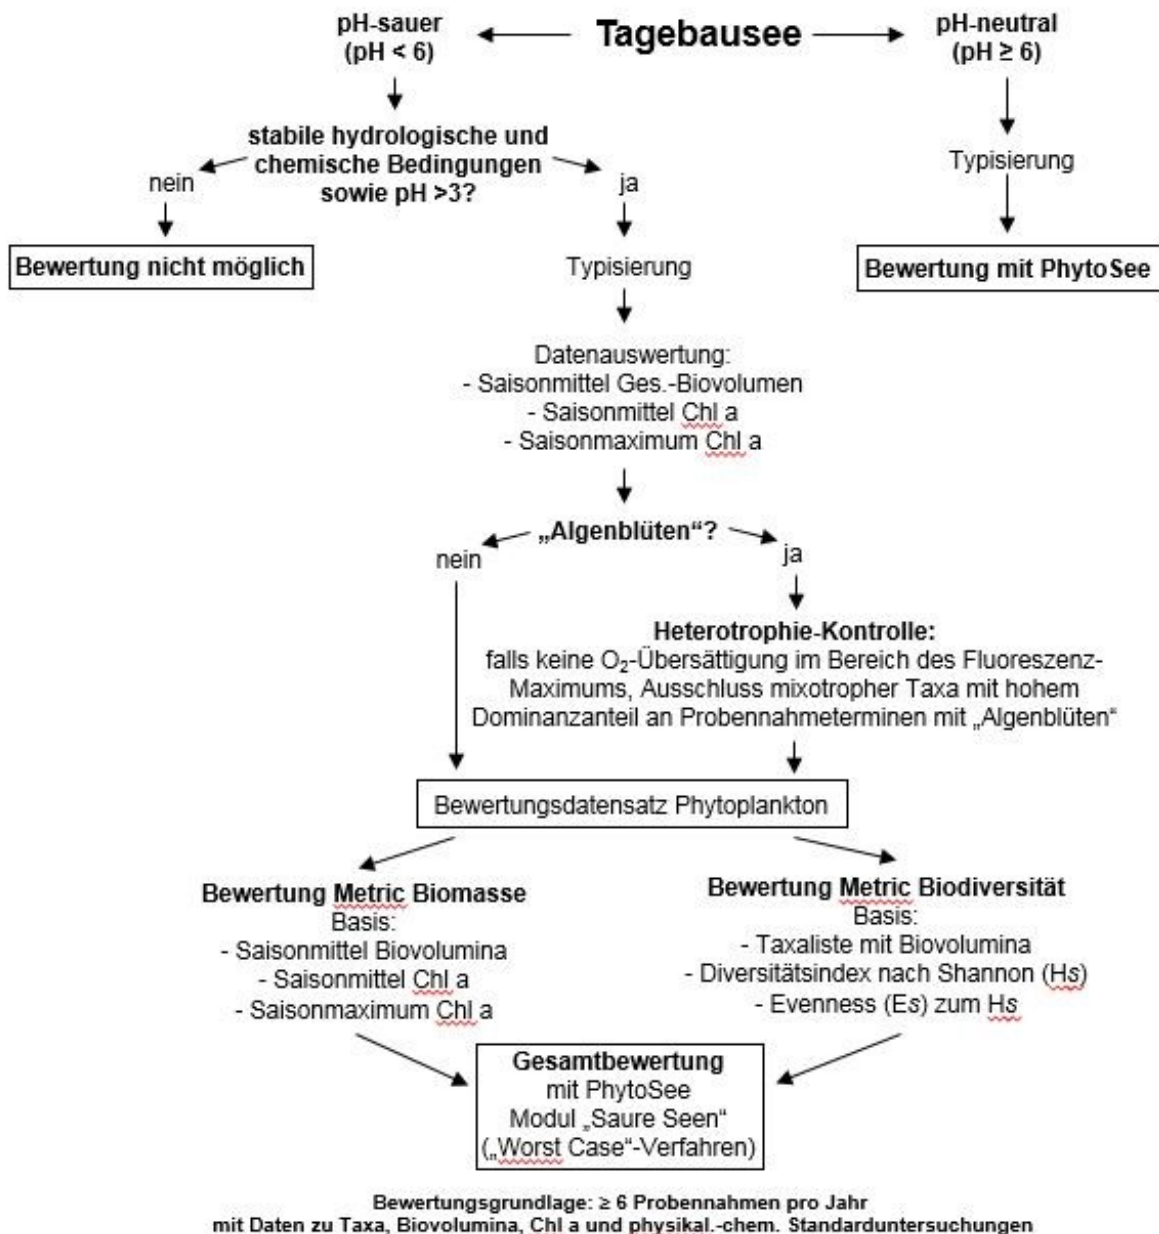 pH-sauer
(pH < 6)
Tagebausee
pH-neutral
(pH ≥ 6)
stabile hydrologische und
chemische Bedingungen
sowie pH >3?
nein
ja
Typisierung
Bewertung nicht möglich
Typisierung
Bewertung mit PhytoSee
Datenauswertung:
- Saisonmittel Ges.-Biovolumen
- Saisonmittel Chl a
- Saisonmaximum Chl a
„Algenblüten“?
nein
ja
Heterotrophie-Kontrolle:
falls keine O₂-Übersättigung im Bereich des Fluoreszenz-
Maximums, Ausschluss mixotropher Taxa mit hohem
Dominanzanteil an Probennahmeterminen mit „Algenblüten“
Bewertungsdatensatz Phytoplankton
Bewertung Metric Biomasse
Basis:
- Saisonmittel Biovolumina
- Saisonmittel Chl a
- Saisonmaximum Chl a
Bewertung Metric Biodiversität
Basis:
- Taxaliste mit Biovolumina
- Diversitätsindex nach Shannon (Hs)
- Evenness (Es) zum Hs
Gesamtbewertung
mit PhytoSee
Modul „Saure Seen“
(„Worst Case“-Verfahren)
Bewertungsgrundlage: ≥ 6 Probennahmen pro Jahr
mit Daten zu Taxa, Biovolumina, Chl a und physikal.-chem. Standarduntersuchungen